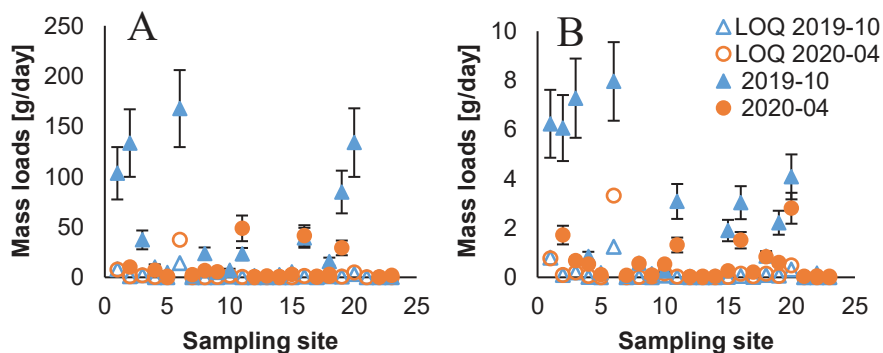 A
Mass loads [g/day]
250
200
150
100
50
0
0 5 10 15 20 25
Sampling site
B
Mass loads [g/day]
10
8
6
4
2
0
0 5 10 15 20 25
Sampling site
LOQ 2019-10
LOQ 2020-04
2019-10
2020-04